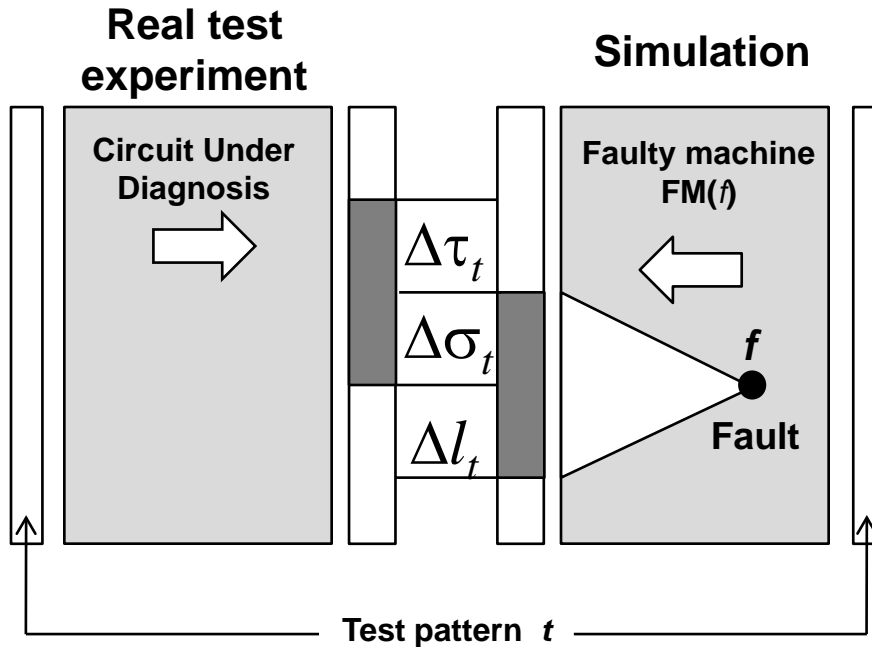 Real test
experiment
Simulation
Circuit Under
Diagnosis
Faulty machine
FM(f)
Δτt
Δσt
Δlt
f
Fault
Test pattern t